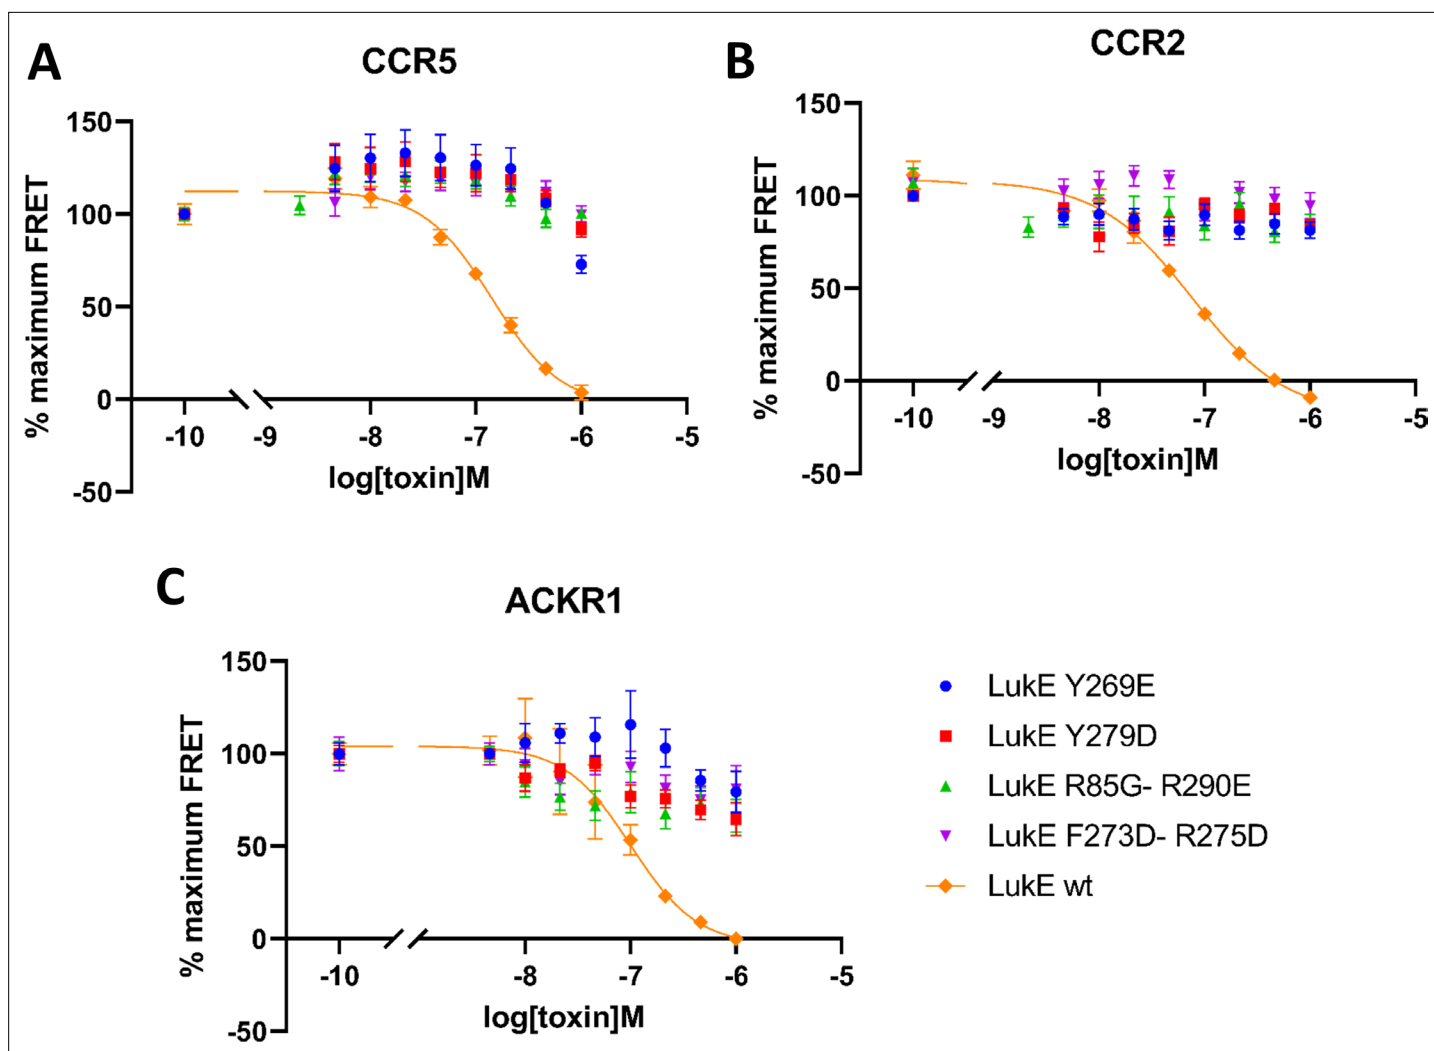 A
CCR5
% maximum FRET
150
100
50
0
-50
-10
-9
-8
-7
-6
-5
log[toxin]M
B
CCR2
% maximum FRET
150
100
50
0
-50
-10
-9
-8
-7
-6
-5
log[toxin]M
C
ACKR1
% maximum FRET
150
100
50
0
-50
-10
-8
-7
-6
-5
log[toxin]M
LukE Y269E
LukE Y279D
LukE R85G- R290E
LukE F273D- R275D
LukE wt